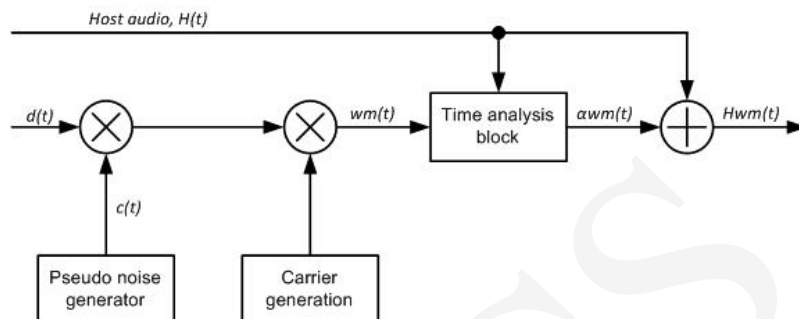 Host audio, H(t)
d(t)
wm(t)
Time analysis
block
αwm(t)
Hwm(t)
c(t)
Pseudo noise
generator
Carrier
generation